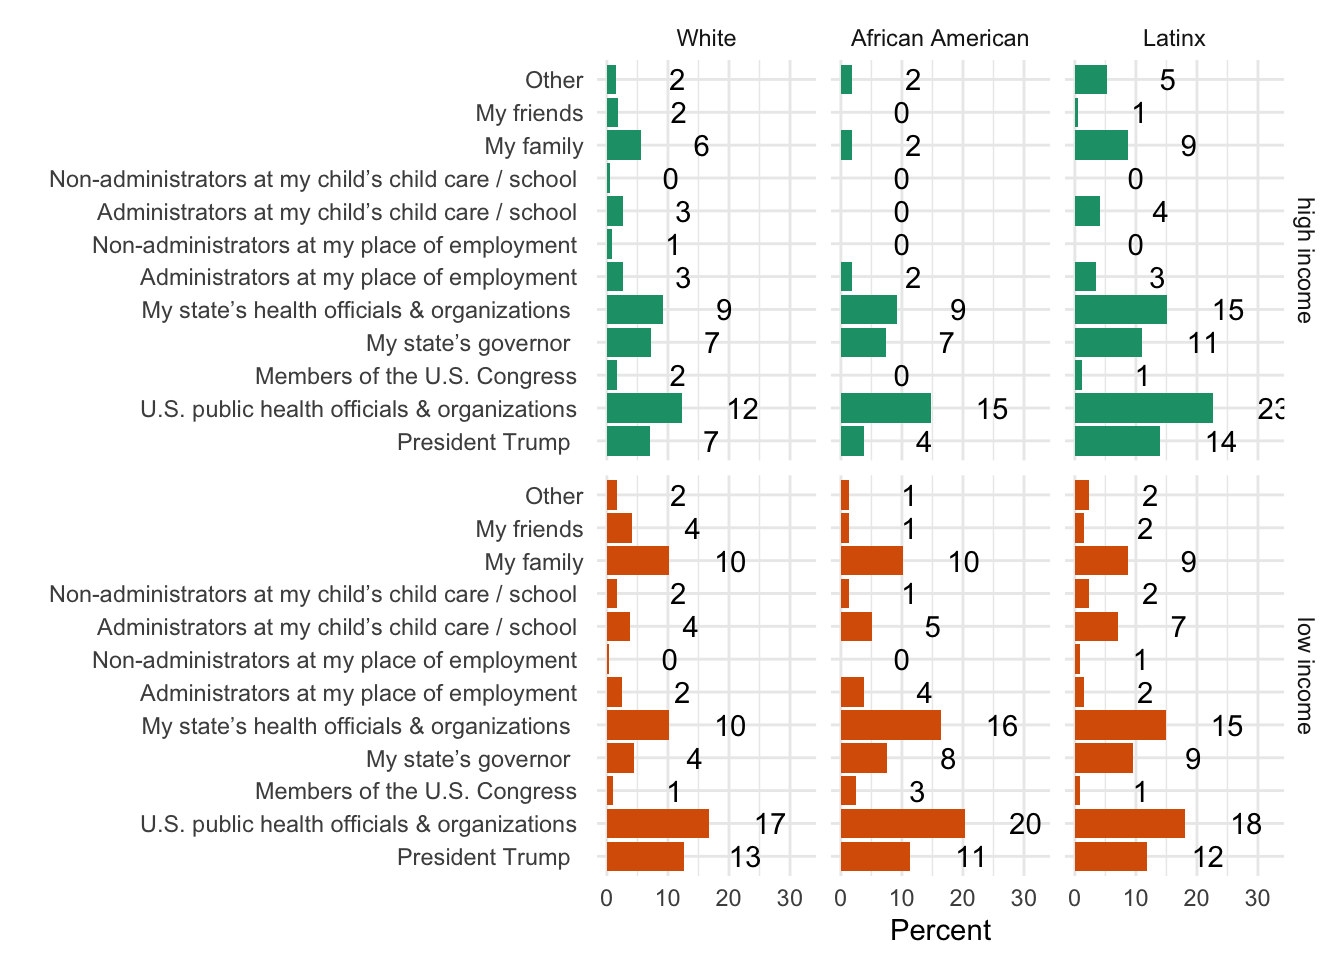 White African American Latinx
Other 2 2 5
My friends 2 0 1
My family 6 2 9
Non-administrators at my child’s child care / school 0 0 0
Administrators at my child’s child care / school 3 0 4
Non-administrators at my place of employment 1 0 0
Administrators at my place of employment 3 2 3
My state’s health officials & organizations 9 9 15
My state’s governor 7 7 11
Members of the U.S. Congress 2 0 1
U.S. public health officials & organizations 12 15 23
President Trump 7 4 14
high income
Other 2 1 2
My friends 4 1 2
My family 10 10 9
Non-administrators at my child’s child care / school 2 1 2
Administrators at my child’s child care / school 4 5 7
Non-administrators at my place of employment 0 0 1
Administrators at my place of employment 2 4 2
My state’s health officials & organizations 10 16 15
My state’s governor 4 8 9
Members of the U.S. Congress 1 3 1
U.S. public health officials & organizations 17 20 18
President Trump 13 11 12
low income
0 10 20 30 0 10 20 30 0 10 20 30
Percent